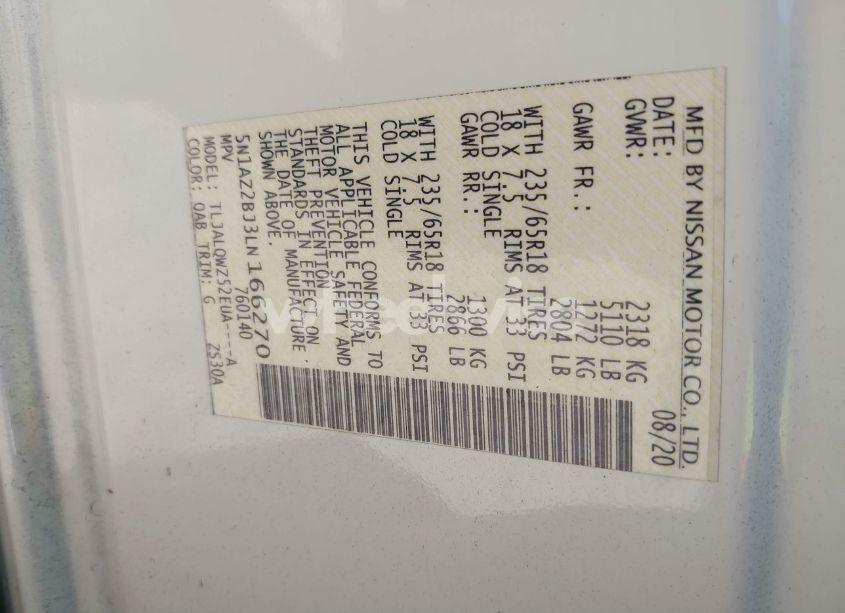 MFD BY NISSAN MOTOR CO., LTD.
DATE: 08/20
GVWR: 2318 KG
5110 LB
GAWR FR.: 1272 KG
2804 LB
WITH 235/65R18 TIRES
18 X 7.5 RIMS AT 33 PSI
COLD SINGLE
GAWR RR.: 1300 KG
2866 LB
WITH 235/65R18 TIRES
18 X 7.5 RIMS AT 33 PSI
COLD SINGLE
THIS VEHICLE CONFORMS TO
ALL APPLICABLE FEDERAL
MOTOR VEHICLE SAFETY AND
THEFT PREVENTION
STANDARDS IN EFFECT ON
THE DATE OF MANUFACTURE
SHOWN ABOVE.
5N1AZ2BJ3LN166270
MPV 760140
MODEL: TLJALQWZ52EUA----A
COLOR: QAB TRIM: G Z530A